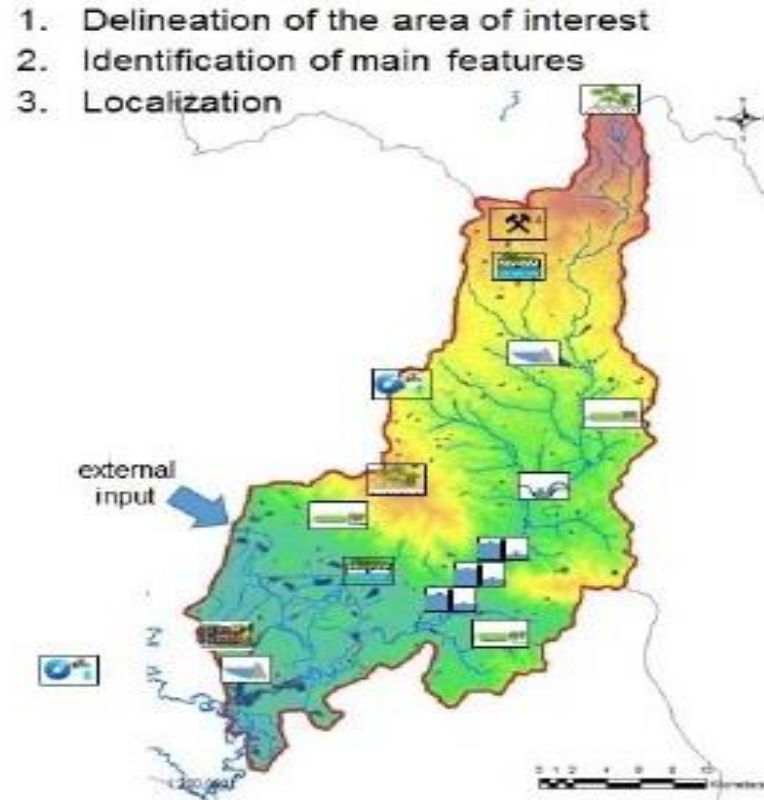 1. Delineation of the area of interest
2. Identification of main features
3. Localization
external
input